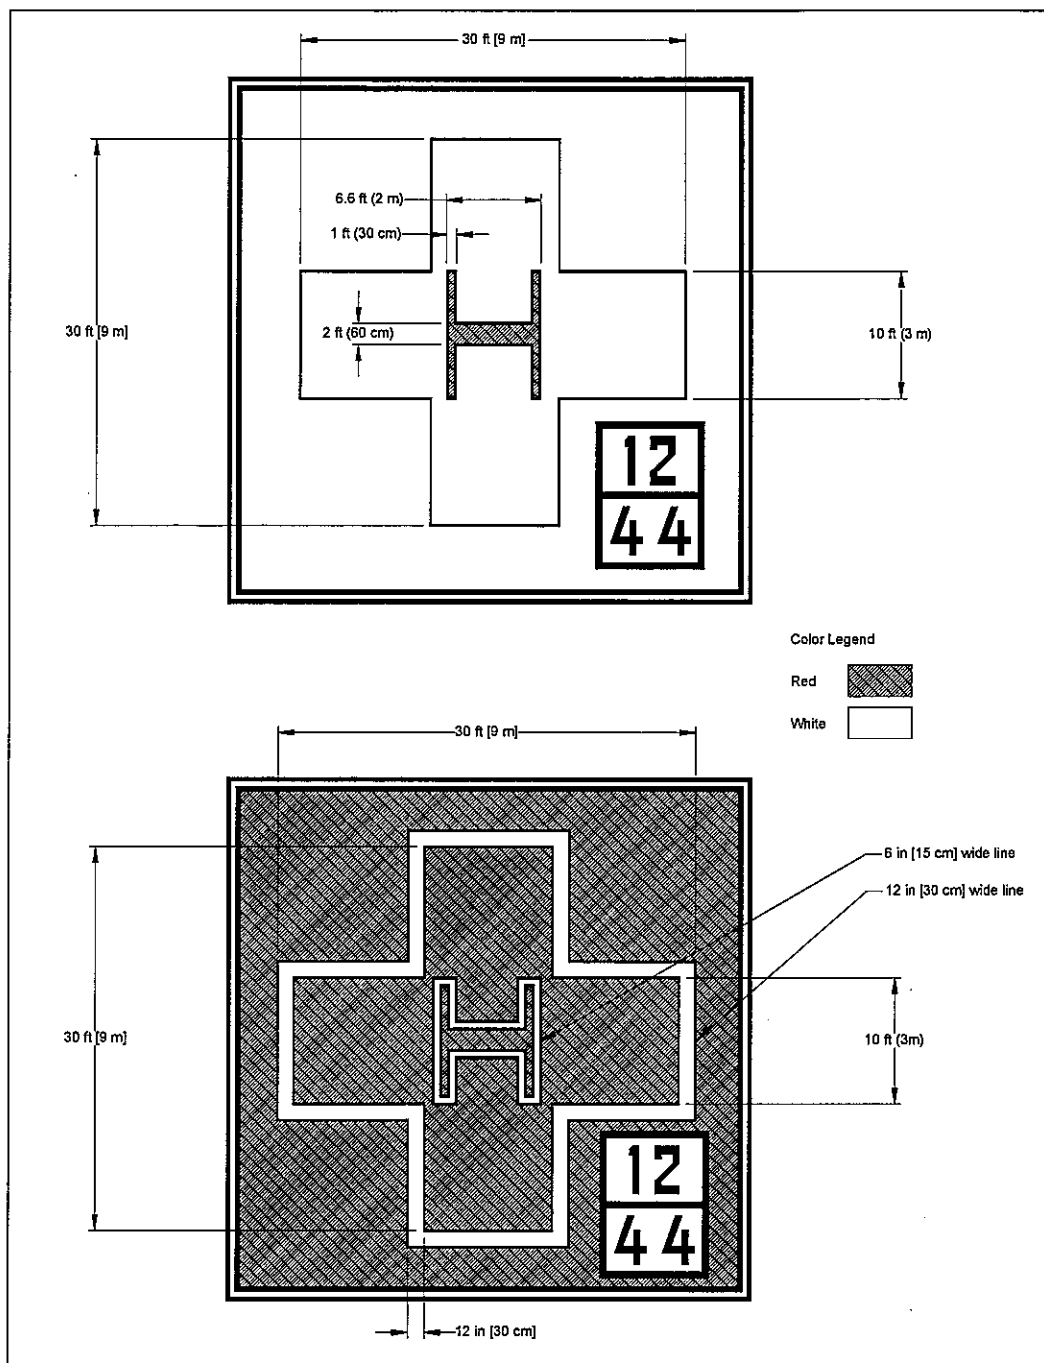 30 ft [9 m]
6.6 ft (2 m)
1 ft (30 cm)
30 ft [9 m]
2 ft (60 cm)
10 ft (3 m)
H
12
44
Color Legend
Red
White
30 ft [9 m]
6 in [15 cm] wide line
12 in [30 cm] wide line
30 ft [9 m]
H
10 ft (3m)
12
44
12 in [30 cm]